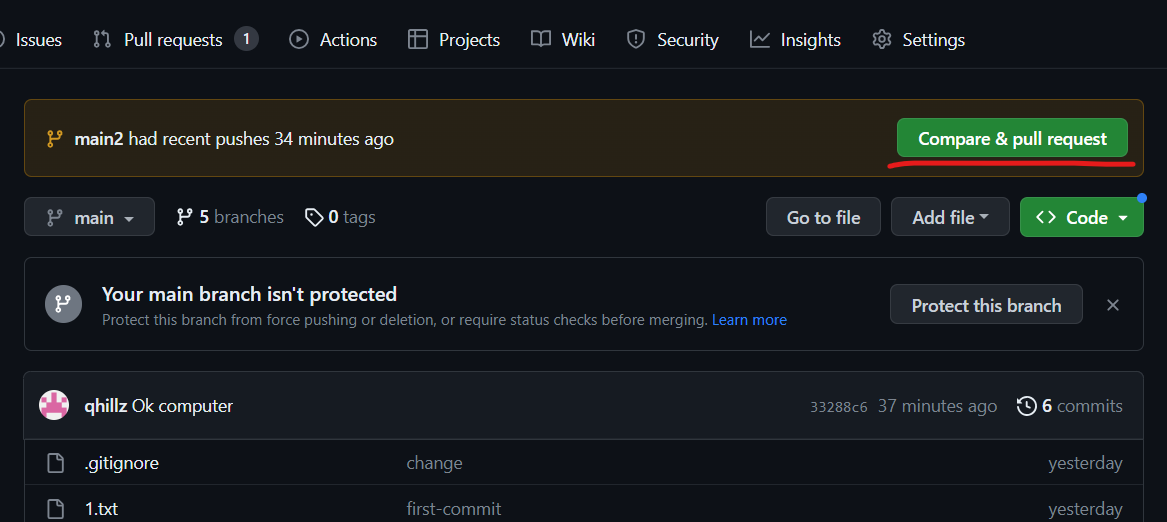 Issues Pull requests 1 Actions Projects Wiki Security Insights Settings
main2 had recent pushes 34 minutes ago Compare & pull request
main 5 branches 0 tags Go to file Add file Code
Your main branch isn't protected
Protect this branch from force pushing or deletion, or require status checks before merging. Learn more Protect this branch
qhillz Ok computer 33288c6 37 minutes ago 6 commits
.gitignore change yesterday
1.txt first-commit yesterday